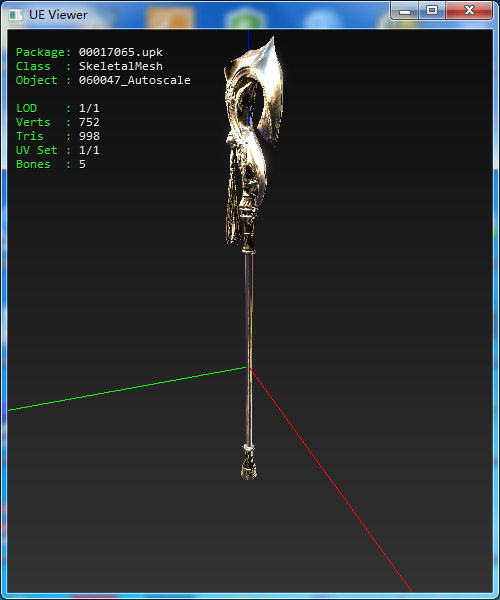 UE Viewer
Package: 00017065.upk
Class  : SkeletalMesh
Object : 060047_Autoscale
LOD    : 1/1
Verts  : 752
Tris   : 998
UV Set : 1/1
Bones  : 5